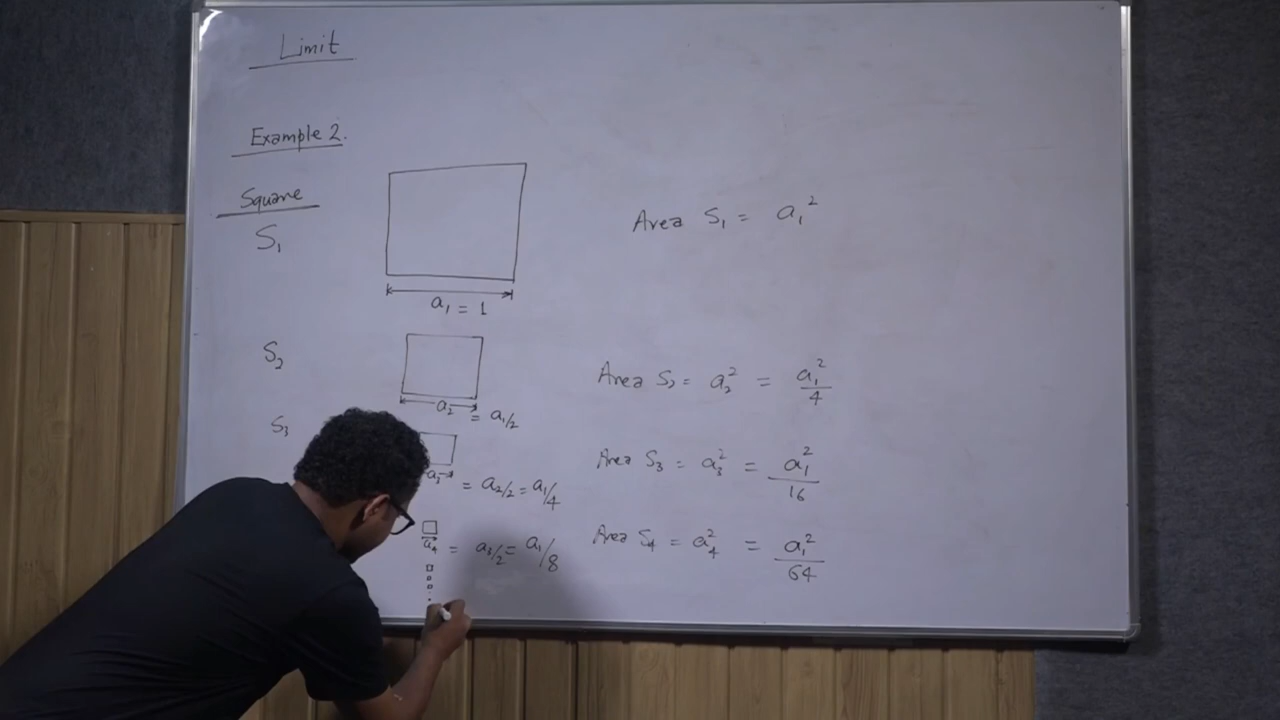 Limit
Example 2.
Square
S₁
Area S₁ = a₁²
a₁ = 1
S₂
Area S₂ = a₂² = a₁²/4
a₂ = a₁/2
S₃
Area S₃ = a₃² = a₁²/16
a₃ = a₂/2 = a₁/4
Area S₄ = a₄² = a₁²/64
a₄ = a₃/2 = a₁/8